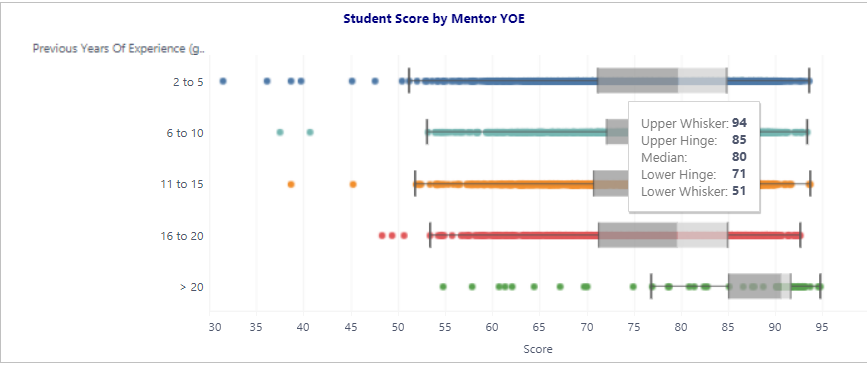 Student Score by Mentor YOE
Previous Years Of Experience (g..
2 to 5
6 to 10
11 to 15
16 to 20
> 20
Upper Whisker: 94
Upper Hinge: 85
Median: 80
Lower Hinge: 71
Lower Whisker: 51
30 35 40 45 50 55 60 65 70 75 80 85 90 95
Score